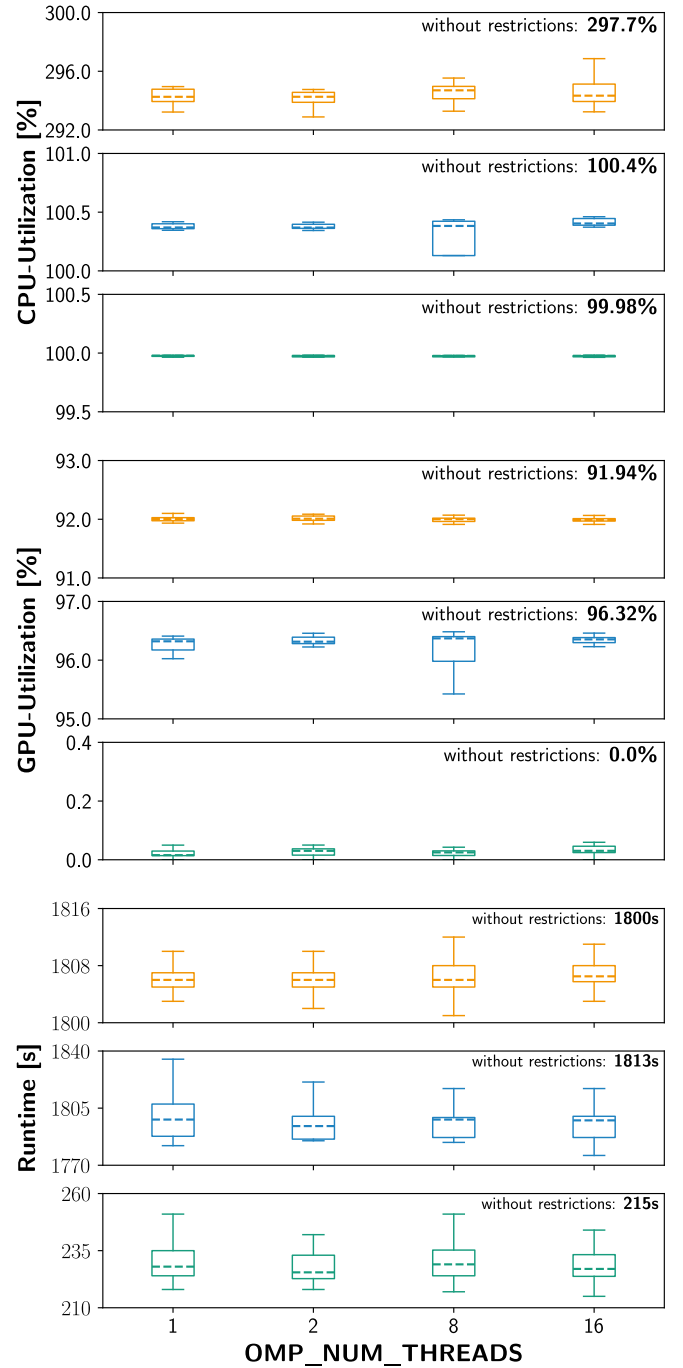 CPU-Utilization [%]
300.0
296.0
292.0
without restrictions: 297.7%
101.0
100.5
100.0
without restrictions: 100.4%
100.5
100.0
99.5
without restrictions: 99.98%
GPU-Utilization [%]
93.0
92.0
91.0
without restrictions: 91.94%
97.0
96.0
95.0
without restrictions: 96.32%
0.4
0.2
0.0
without restrictions: 0.0%
Runtime [s]
1816
1808
1800
without restrictions: 1800s
1840
1805
1770
without restrictions: 1813s
260
235
210
without restrictions: 215s
1 2 8 16
OMP_NUM_THREADS